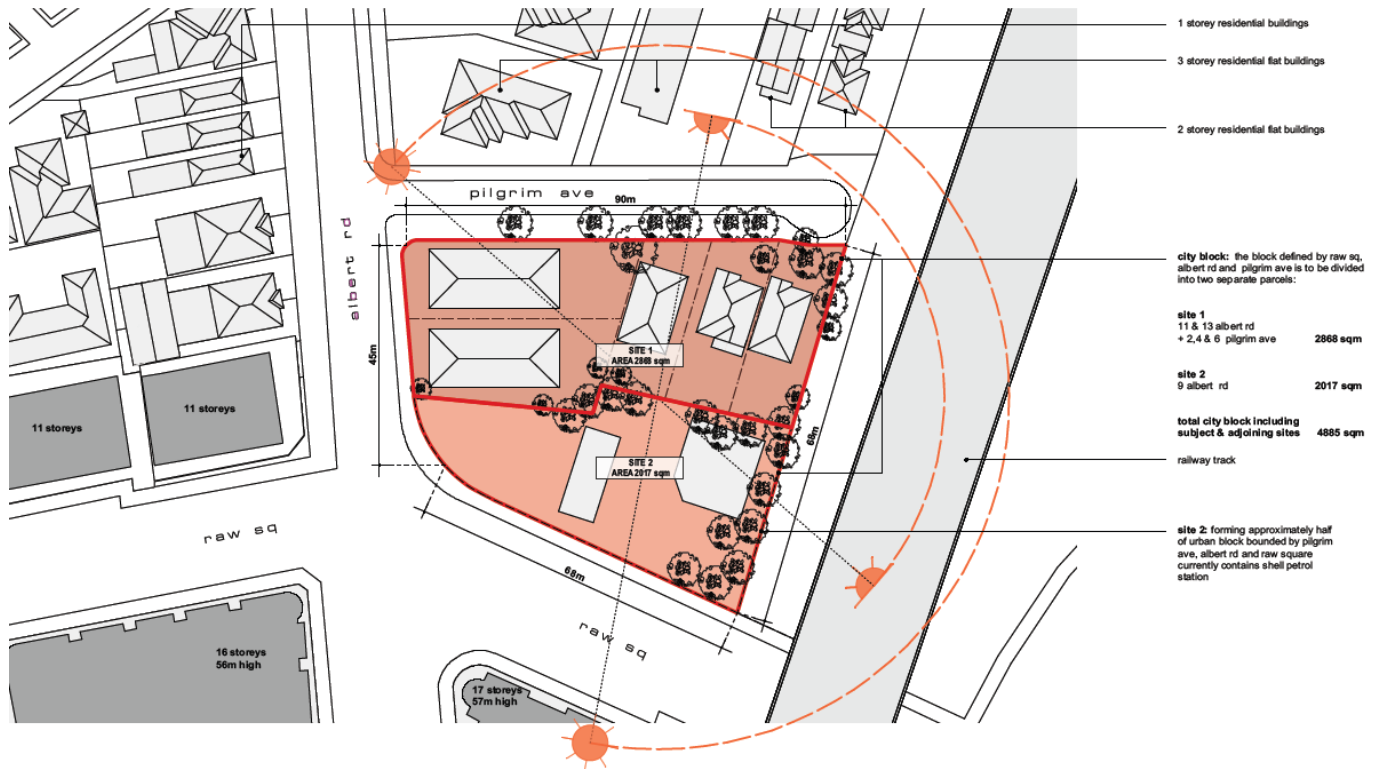 1 storey residential buildings
3 storey residential flat buildings
2 storey residential flat buildings
pilgrim ave
90m
albert rd
45m
city block: the block defined by raw sq,
albert rd and pilgrim ave is to be divided
into two separate parcels:
site 1
11 & 13 albert rd
+ 2,4 & 6 pilgrim ave 2868 sqm
SITE 1
AREA 2868 sqm
site 2
9 albert rd 2017 sqm
11 storeys
11 storeys
total city block including
subject & adjoining sites 4885 sqm
68m
railway track
SITE 2
AREA 2017 sqm
raw sq
site 2: forming approximately half
of urban block bounded by pilgrim
ave, albert rd and raw square
currently contains shell petrol
station
68m
raw sq
16 storeys
56m high
17 storeys
57m high